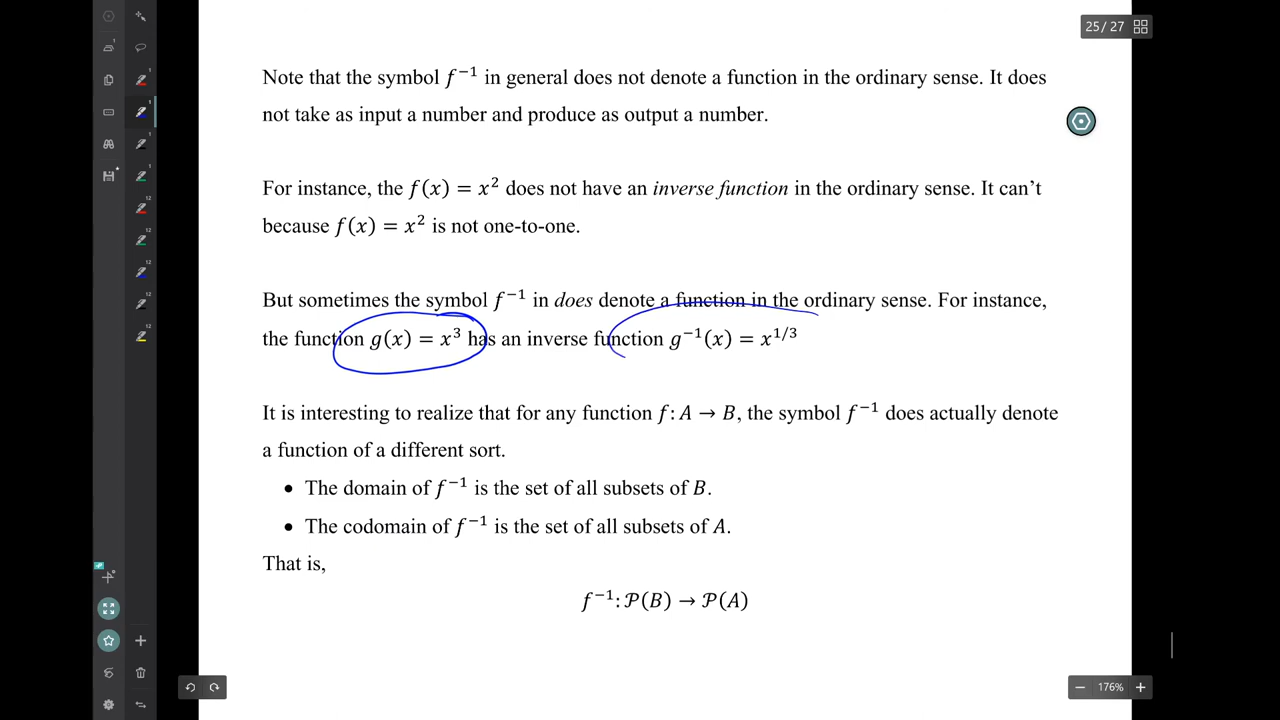 25/27
Note that the symbol f⁻¹ in general does not denote a function in the ordinary sense. It does
not take as input a number and produce as output a number.
For instance, the f(x) = x² does not have an inverse function in the ordinary sense. It can’t
because f(x) = x² is not one-to-one.
But sometimes the symbol f⁻¹ in does denote a function in the ordinary sense. For instance,
the function g(x) = x³ has an inverse function g⁻¹(x) = x¹ᐟ³
It is interesting to realize that for any function f: A → B, the symbol f⁻¹ does actually denote
a function of a different sort.
• The domain of f⁻¹ is the set of all subsets of B.
• The codomain of f⁻¹ is the set of all subsets of A.
That is,
f⁻¹: 𝒫(B) → 𝒫(A)
176%